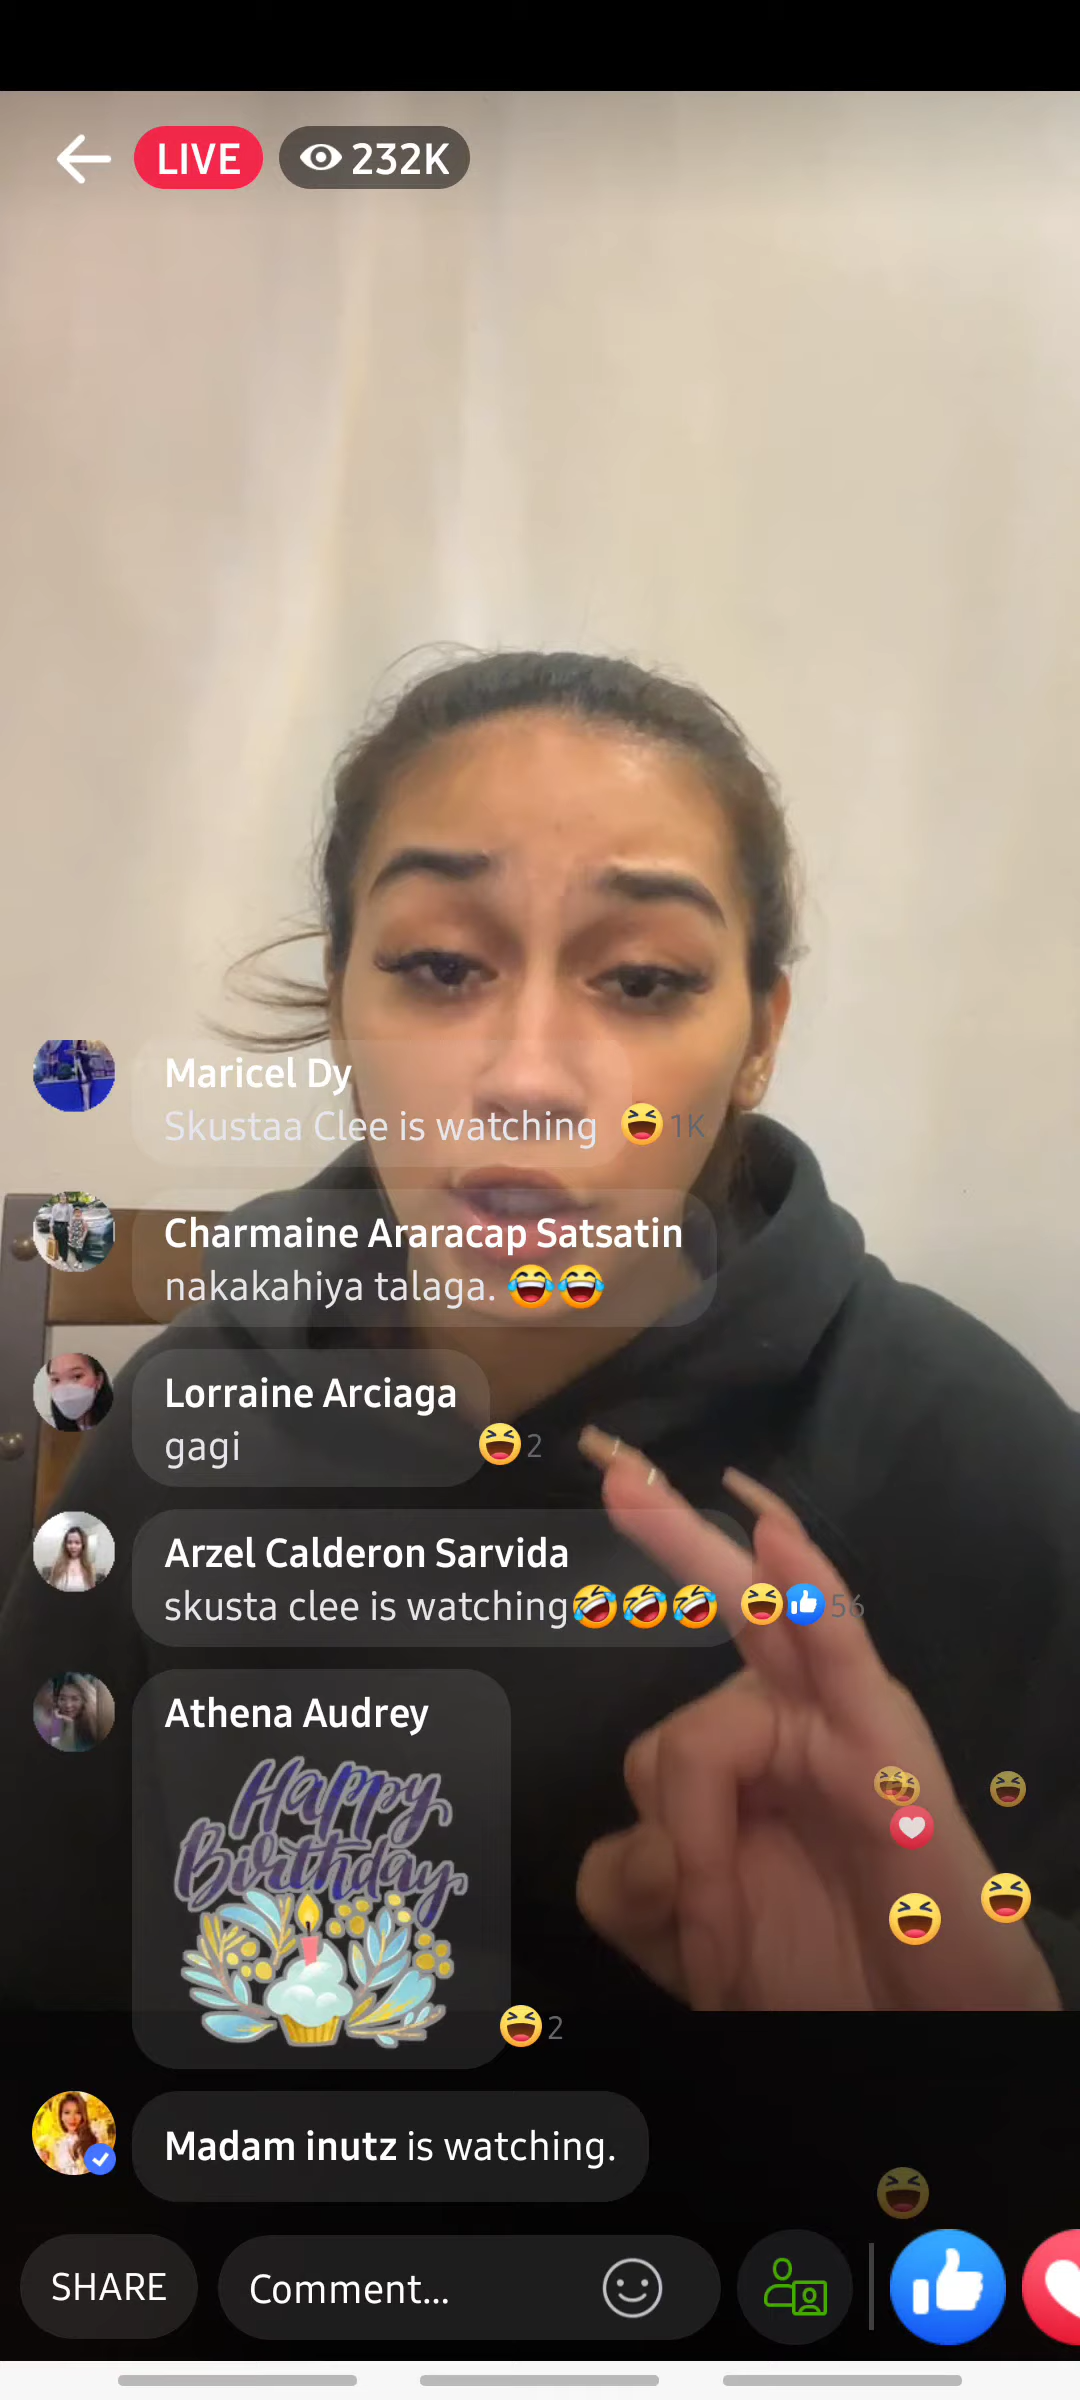 LIVE 232K
Maricel Dy
Skustaa Clee is watching 1K
Charmaine Araracap Satsatin
nakakahiya talaga. 😂😂
Lorraine Arciaga
gagi 2
Arzel Calderon Sarvida
skusta clee is watching🤣🤣🤣 56
Athena Audrey
Happy
Birthday
2
Madam inutz is watching.
SHARE Comment...